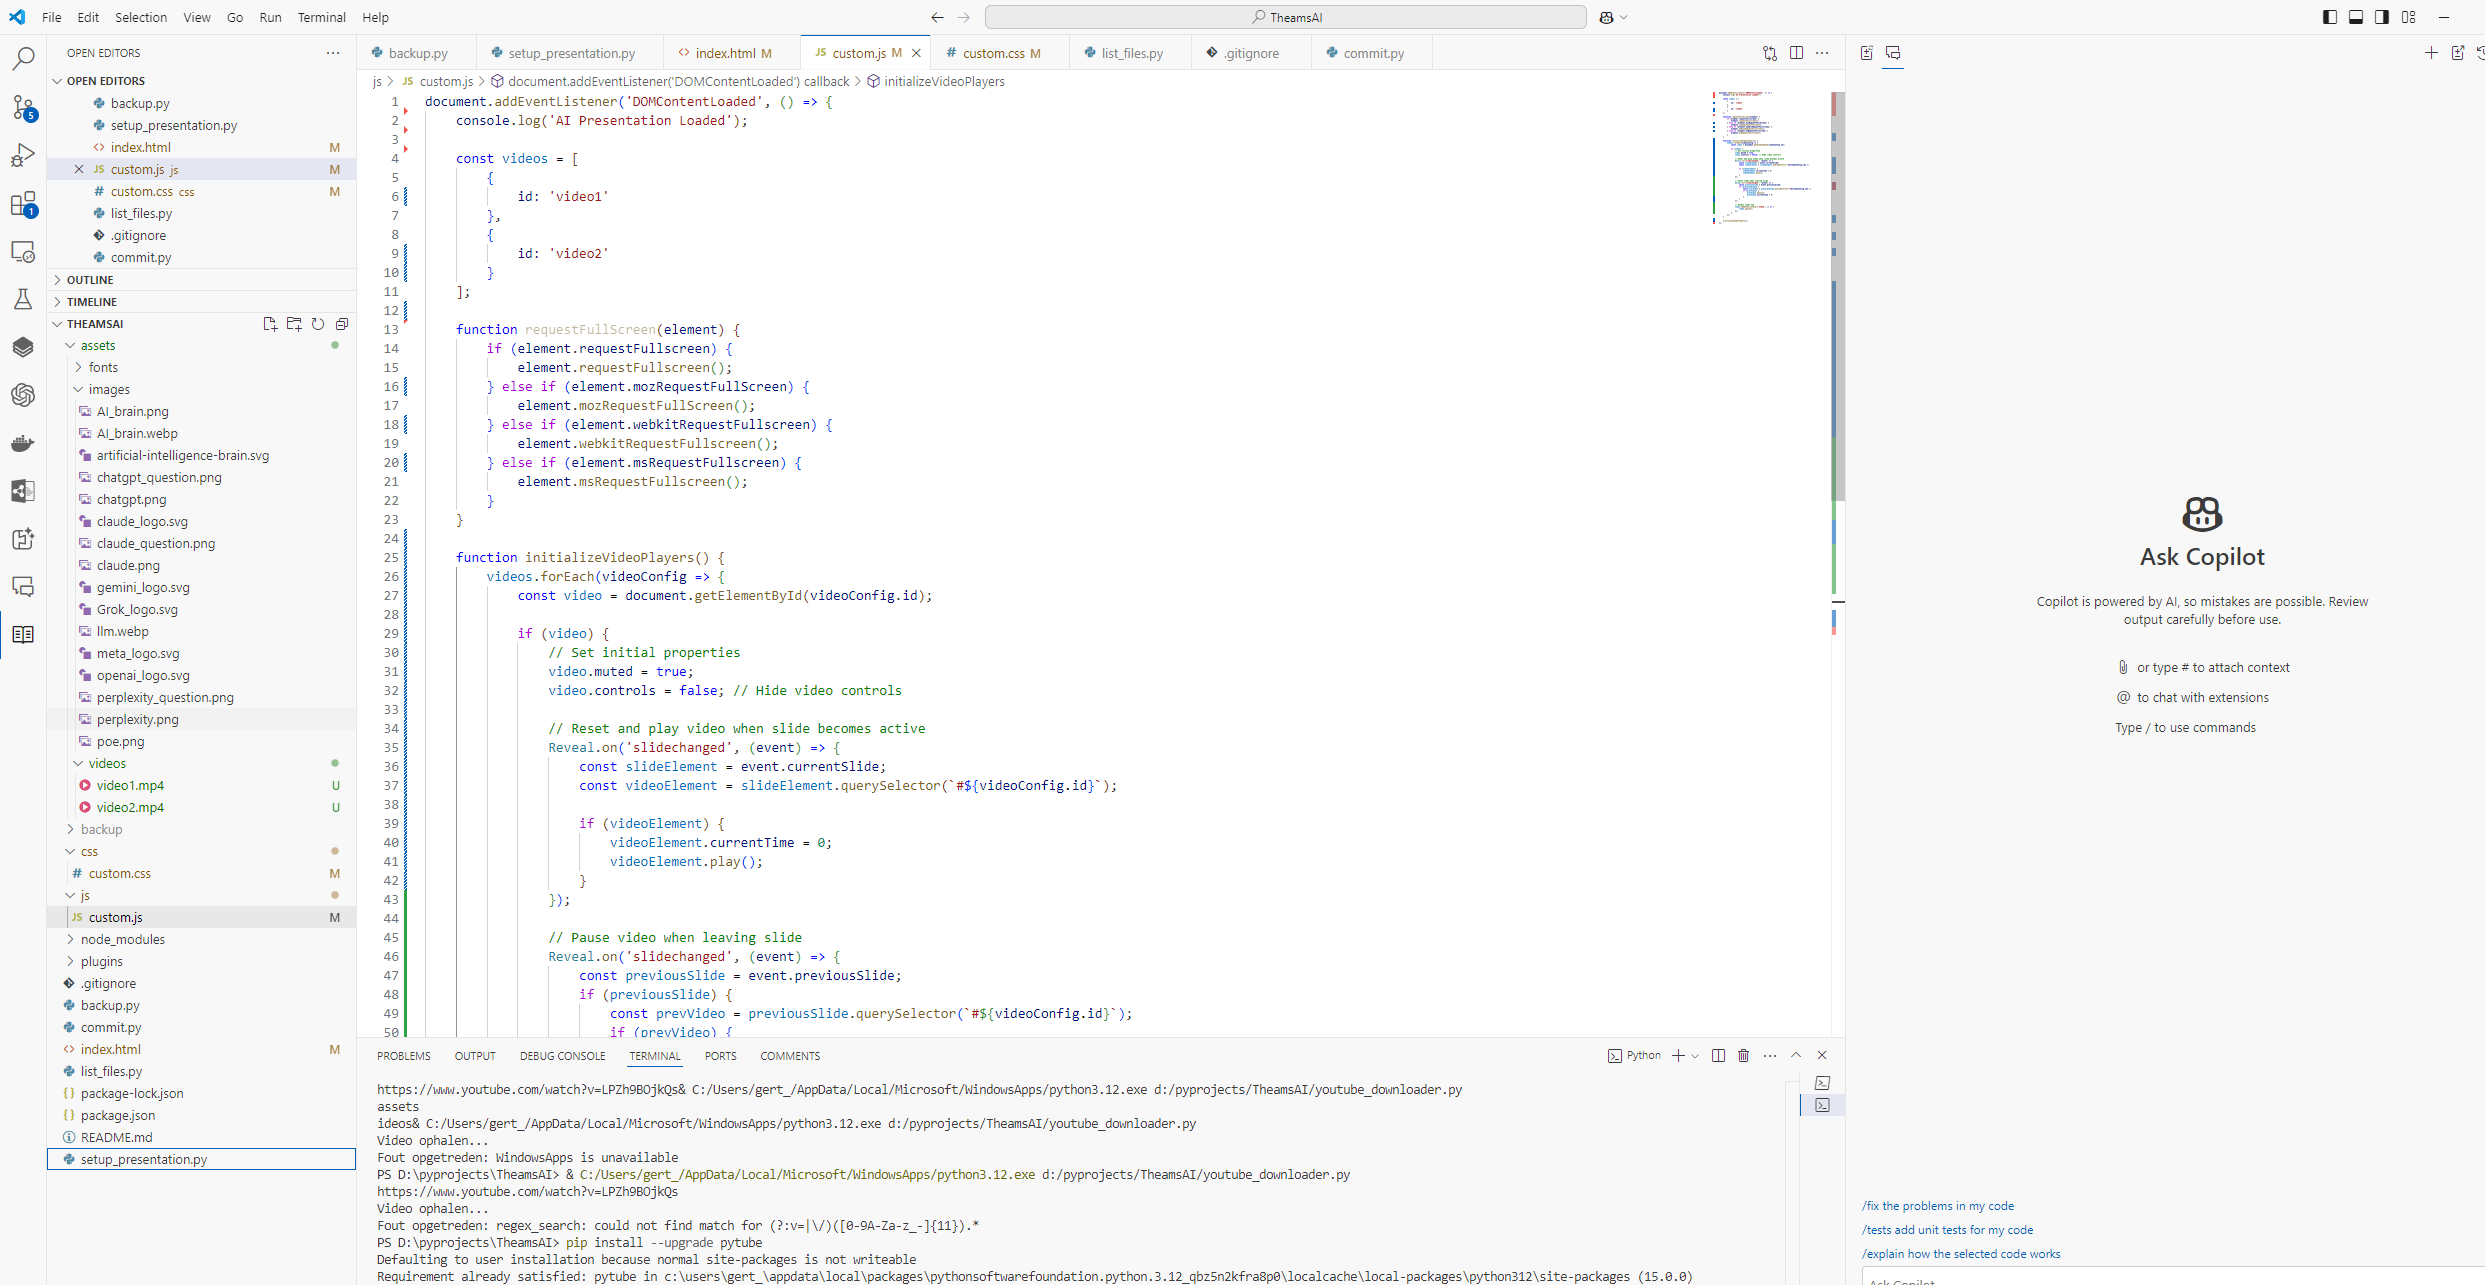 File Edit Selection View Go Run Terminal Help
TheamsAI
OPEN EDITORS
OPEN EDITORS
backup.py
setup_presentation.py
index.html M
custom.js js M
custom.css css M
list_files.py
.gitignore
commit.py
OUTLINE
TIMELINE
THEAMSAI
assets
fonts
images
AI_brain.png
AI_brain.webp
artificial-intelligence-brain.svg
chatgpt_question.png
chatgpt.png
claude_logo.svg
claude_question.png
claude.png
gemini_logo.svg
Grok_logo.svg
llm.webp
meta_logo.svg
openai_logo.svg
perplexity_question.png
perplexity.png
poe.png
videos
video1.mp4 U
video2.mp4 U
backup
css
custom.css M
js
custom.js M
node_modules
plugins
.gitignore
backup.py
commit.py
index.html M
list_files.py
package-lock.json
package.json
README.md
setup_presentation.py
5
1
backup.py setup_presentation.py index.html M custom.js M custom.css M list_files.py .gitignore commit.py
js > custom.js > document.addEventListener('DOMContentLoaded') callback > initializeVideoPlayers
1 document.addEventListener('DOMContentLoaded', () => {
2 console.log('AI Presentation Loaded');
3
4 const videos = [
5 {
6 id: 'video1'
7 },
8 {
9 id: 'video2'
10 }
11 ];
12
13 function requestFullScreen(element) {
14 if (element.requestFullscreen) {
15 element.requestFullscreen();
16 } else if (element.mozRequestFullScreen) {
17 element.mozRequestFullScreen();
18 } else if (element.webkitRequestFullscreen) {
19 element.webkitRequestFullscreen();
20 } else if (element.msRequestFullscreen) {
21 element.msRequestFullscreen();
22 }
23 }
24
25 function initializeVideoPlayers() {
26 videos.forEach(videoConfig => {
27 const video = document.getElementById(videoConfig.id);
28
29 if (video) {
30 // Set initial properties
31 video.muted = true;
32 video.controls = false; // Hide video controls
33
34 // Reset and play video when slide becomes active
35 Reveal.on('slidechanged', (event) => {
36 const slideElement = event.currentSlide;
37 const videoElement = slideElement.querySelector(`#${videoConfig.id}`);
38
39 if (videoElement) {
40 videoElement.currentTime = 0;
41 videoElement.play();
42 }
43 });
44
45 // Pause video when leaving slide
46 Reveal.on('slidechanged', (event) => {
47 const previousSlide = event.previousSlide;
48 if (previousSlide) {
49 const prevVideo = previousSlide.querySelector(`#${videoConfig.id}`);
50 if (prevVideo) {
PROBLEMS OUTPUT DEBUG CONSOLE TERMINAL PORTS COMMENTS
Python
https://www.youtube.com/watch?v=LPZh9BOjkQs& C:/Users/gert_/AppData/Local/Microsoft/WindowsApps/python3.12.exe d:/pyprojects/TheamsAI/youtube_downloader.py
assets
ideos& C:/Users/gert_/AppData/Local/Microsoft/WindowsApps/python3.12.exe d:/pyprojects/TheamsAI/youtube_downloader.py
Video ophalen...
Fout opgetreden: WindowsApps is unavailable
PS D:\pyprojects\TheamsAI> & C:/Users/gert_/AppData/Local/Microsoft/WindowsApps/python3.12.exe d:/pyprojects/TheamsAI/youtube_downloader.py
https://www.youtube.com/watch?v=LPZh9BOjkQs
Video ophalen...
Fout opgetreden: regex_search: could not find match for (?:v=|\/)([0-9A-Za-z_-]{11}).*
PS D:\pyprojects\TheamsAI> pip install --upgrade pytube
Defaulting to user installation because normal site-packages is not writeable
Requirement already satisfied: pytube in c:\users\gert_\appdata\local\packages\pythonsoftwarefoundation.python.3.12_qbz5n2kfra8p0\localcache\local-packages\python312\site-packages (15.0.0)
Ask Copilot
Copilot is powered by AI, so mistakes are possible. Review
output carefully before use.
or type # to attach context
@ to chat with extensions
Type / to use commands
/fix the problems in my code
/tests add unit tests for my code
/explain how the selected code works
Ask Copilot